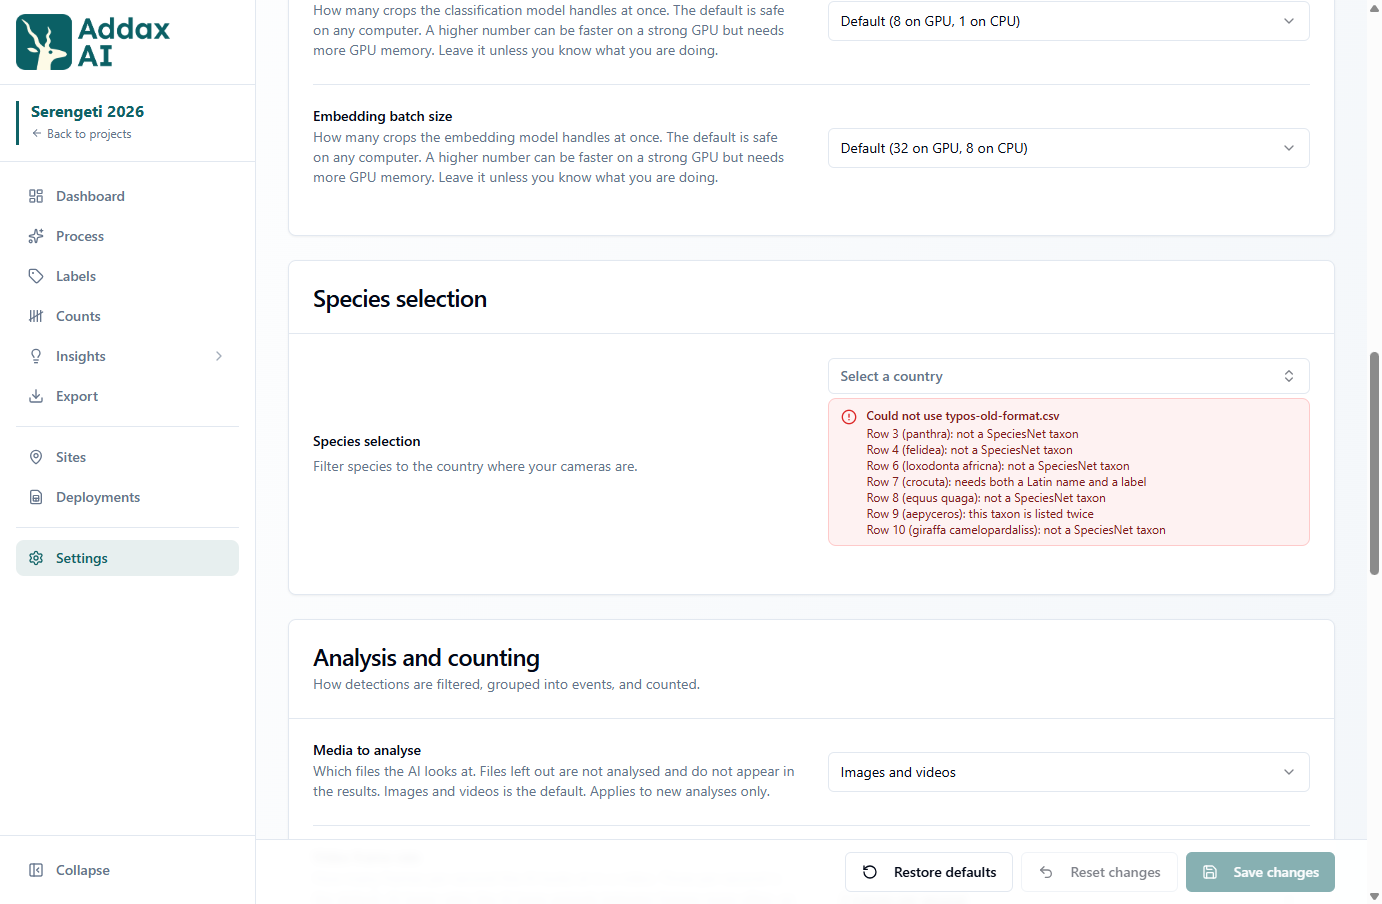 Addax
AI
Serengeti 2026
Back to projects
Dashboard
Process
Labels
Counts
Insights
Export
Sites
Deployments
Settings
Collapse
How many crops the classification model handles at once. The default is safe
on any computer. A higher number can be faster on a strong GPU but needs
more GPU memory. Leave it unless you know what you are doing.
Default (8 on GPU, 1 on CPU)
Embedding batch size
How many crops the embedding model handles at once. The default is safe
on any computer. A higher number can be faster on a strong GPU but needs
more GPU memory. Leave it unless you know what you are doing.
Default (32 on GPU, 8 on CPU)
Species selection
Species selection
Filter species to the country where your cameras are.
Select a country
Could not use typos-old-format.csv
Row 3 (panthra): not a SpeciesNet taxon
Row 4 (felidea): not a SpeciesNet taxon
Row 6 (loxodonta africna): not a SpeciesNet taxon
Row 7 (crocuta): needs both a Latin name and a label
Row 8 (equus quaga): not a SpeciesNet taxon
Row 9 (aepyceros): this taxon is listed twice
Row 10 (giraffa camelopardaliss): not a SpeciesNet taxon
Analysis and counting
How detections are filtered, grouped into events, and counted.
Media to analyse
Which files the AI looks at. Files left out are not analysed and do not appear in
the results. Images and videos is the default. Applies to new analyses only.
Images and videos
Restore defaults
Reset changes
Save changes